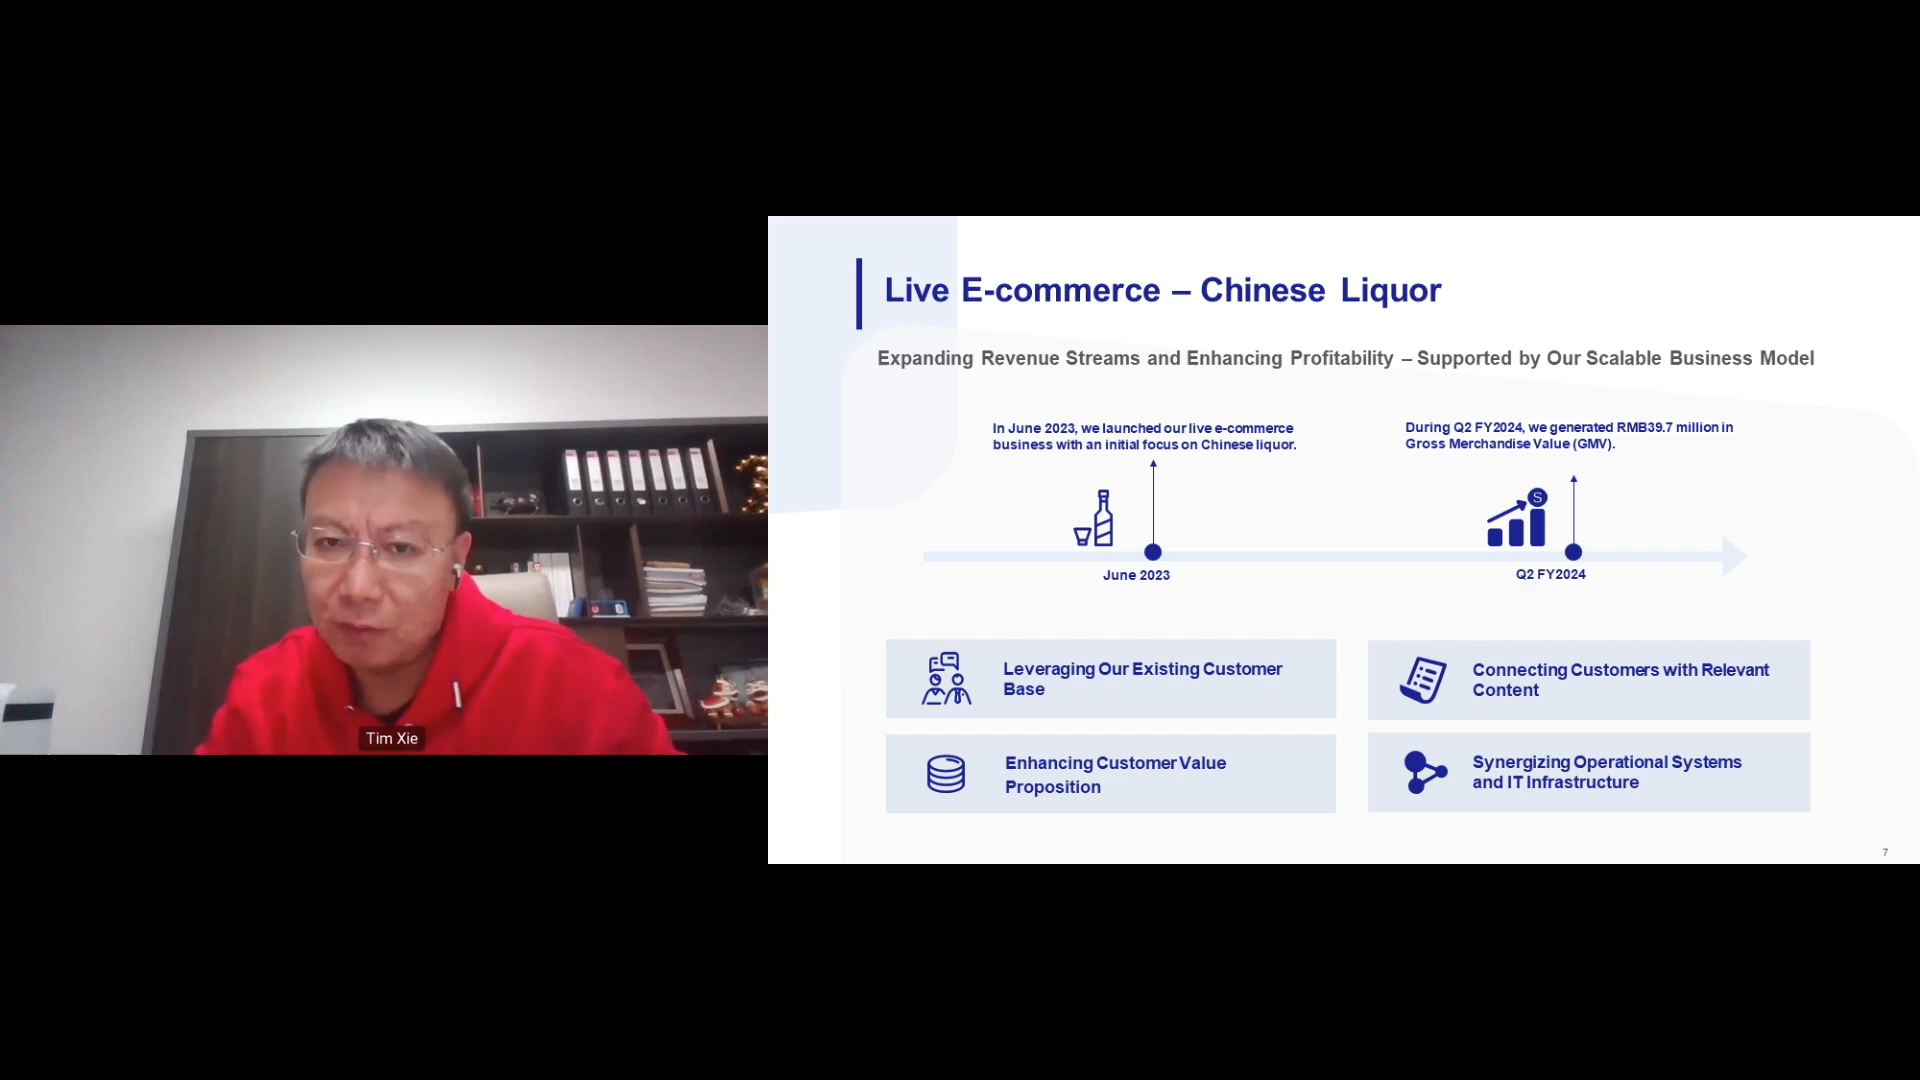 Live E-commerce – Chinese Liquor
Expanding Revenue Streams and Enhancing Profitability – Supported by Our Scalable Business Model
In June 2023, we launched our live e-commerce
business with an initial focus on Chinese liquor.
During Q2 FY2024, we generated RMB39.7 million in
Gross Merchandise Value (GMV).
$
June 2023
Q2 FY2024
Leveraging Our Existing Customer
Base
Connecting Customers with Relevant
Content
Enhancing Customer Value
Proposition
Synergizing Operational Systems
and IT Infrastructure
7
Tim Xie